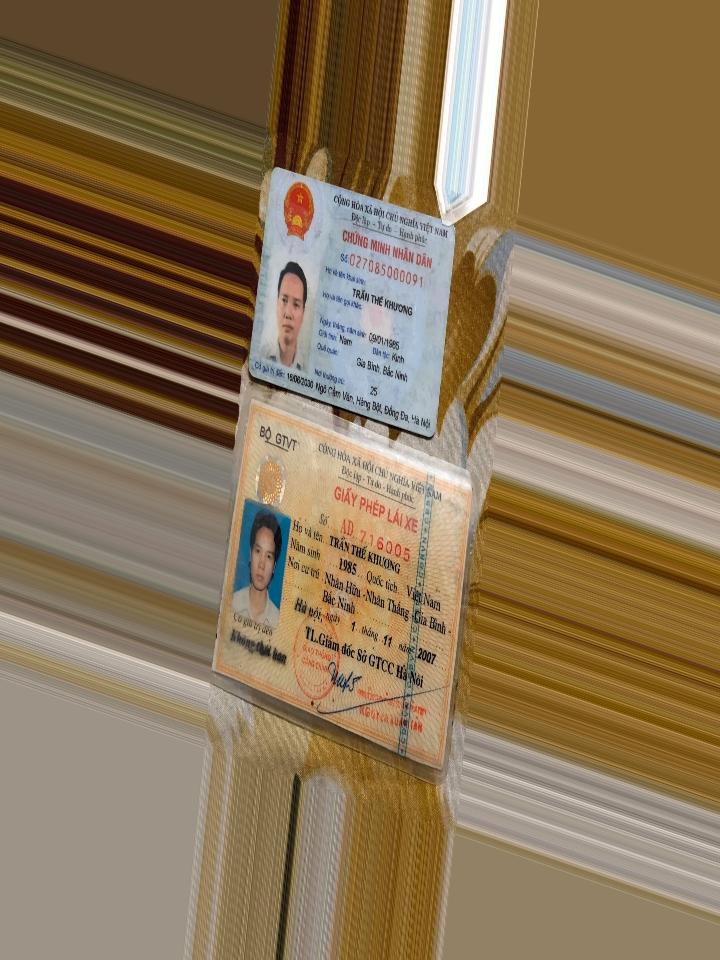 CỘNG HÒA XÃ HỘI CHỦ NGHĨA VIỆT NAM
Độc lập - Tự do - Hạnh phúc
CHỨNG MINH NHÂN DÂN
Số: 027085000091
Họ và tên khai sinh:
TRẦN THẾ KHƯƠNG
Họ và tên gọi khác:
Ngày, tháng, năm sinh: 09/01/1985
Giới tính: Nam Dân tộc: Kinh
Quê quán:
Gia Bình, Bắc Ninh
Nơi thường trú: 25
Có giá trị đến: 16/06/2030 Ngõ Cẩm Văn, Hàng Bột, Đống Đa, Hà Nội
BỘ GTVT
CỘNG HÒA XÃ HỘI CHỦ NGHĨA VIỆT NAM
Độc lập - Tự do - Hạnh phúc
GIẤY PHÉP LÁI XE
Số AD 716005
Họ và tên TRẦN THẾ KHƯƠNG
Năm sinh 1985 Quốc tịch Việt Nam
Nơi cư trú Nhân Hữu -Nhân Thắng -Gia Bình -
Bắc Ninh
Hà nội, ngày 1 tháng 11 năm 2007
TL.Giám đốc Sở GTCC Hà Nội
Có giá trị đến
Không thời hạn
GIAO THÔNG
CÔNG CHÍNH